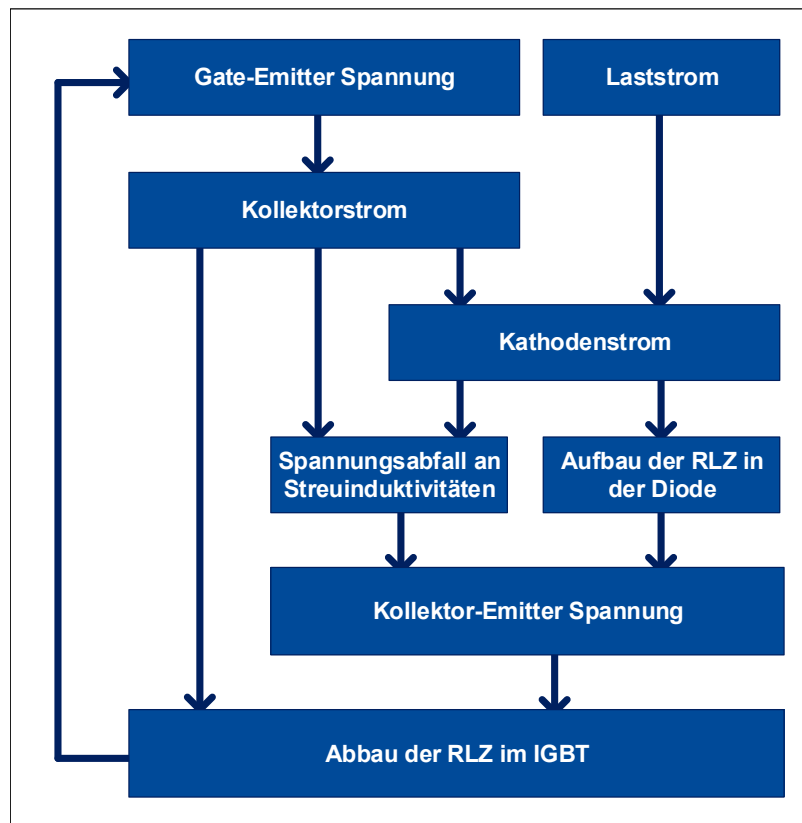 Gate-Emitter Spannung
Laststrom
Kollektorstrom
Kathodenstrom
Spannungsabfall an
Streuinduktivitäten
Aufbau der RLZ in
der Diode
Kollektor-Emitter Spannung
Abbau der RLZ im IGBT